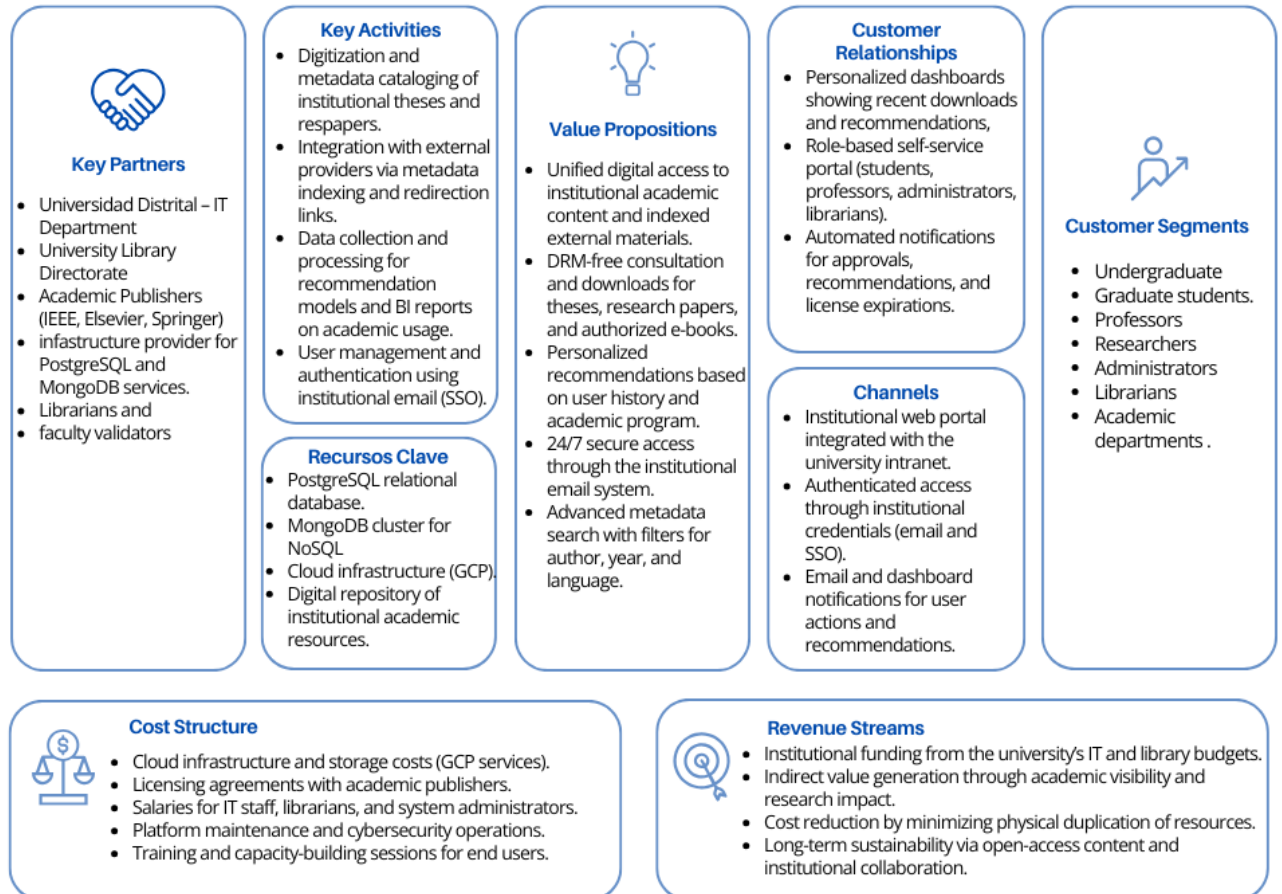 Key Partners
• Universidad Distrital – IT
Department
• University Library
Directorate
• Academic Publishers
(IEEE, Elsevier, Springer)
• infastructure provider for
PostgreSQL and
MongoDB services.
• Librarians and
• faculty validators
Key Activities
• Digitization and
metadata cataloging of
institutional theses and
respapers.
• Integration with external
providers via metadata
indexing and redirection
links.
• Data collection and
processing for
recommendation
models and BI reports
on academic usage.
• User management and
authentication using
institutional email (SSO).
Recursos Clave
• PostgreSQL relational
database.
• MongoDB cluster for
NoSQL
• Cloud infrastructure (GCP).
• Digital repository of
institutional academic
resources.
Value Propositions
• Unified digital access to
institutional academic
content and indexed
external materials.
• DRM-free consultation
and downloads for
theses, research papers,
and authorized e-books.
• Personalized
recommendations based
on user history and
academic program.
• 24/7 secure access
through the institutional
email system.
• Advanced metadata
search with filters for
author, year, and
language.
Customer
Relationships
• Personalized dashboards
showing recent downloads
and recommendations,
• Role-based self-service
portal (students,
professors, administrators,
librarians).
• Automated notifications
for approvals,
recommendations, and
license expirations.
Channels
• Institutional web portal
integrated with the
university intranet.
• Authenticated access
through institutional
credentials (email and
SSO).
• Email and dashboard
notifications for user
actions and
recommendations.
Customer Segments
• Undergraduate
• Graduate students.
• Professors
• Researchers
• Administrators
• Librarians
• Academic
departments .
$
Cost Structure
• Cloud infrastructure and storage costs (GCP services).
• Licensing agreements with academic publishers.
• Salaries for IT staff, librarians, and system administrators.
• Platform maintenance and cybersecurity operations.
• Training and capacity-building sessions for end users.
Revenue Streams
• Institutional funding from the university’s IT and library budgets.
• Indirect value generation through academic visibility and
research impact.
• Cost reduction by minimizing physical duplication of resources.
• Long-term sustainability via open-access content and
institutional collaboration.